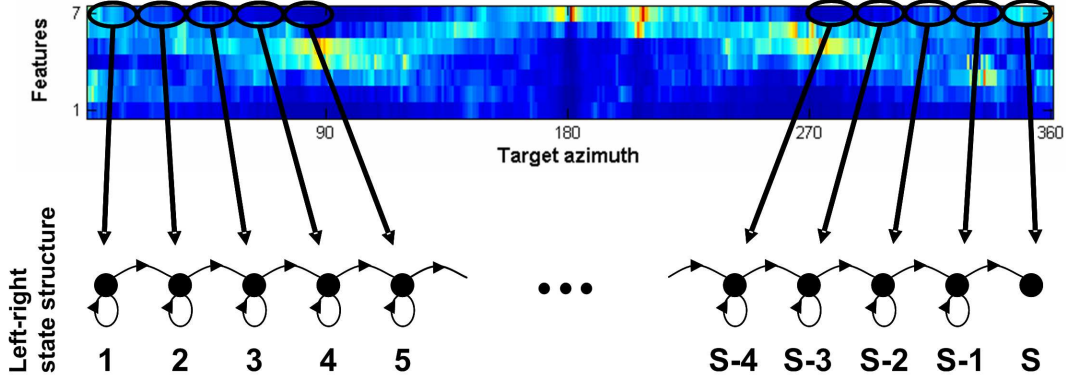 Features
7
1
90
180
270
360
Target azimuth
Left-right
state structure
1 2 3 4 5 S-4 S-3 S-2 S-1 S